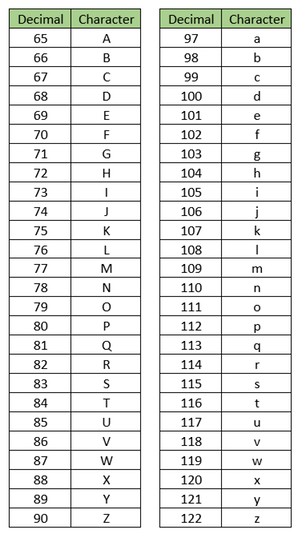 Decimal Character Decimal Character
65 A 97 a
66 B 98 b
67 C 99 c
68 D 100 d
69 E 101 e
70 F 102 f
71 G 103 g
72 H 104 h
73 I 105 i
74 J 106 j
75 K 107 k
76 L 108 l
77 M 109 m
78 N 110 n
79 O 111 o
80 P 112 p
81 Q 113 q
82 R 114 r
83 S 115 s
84 T 116 t
85 U 117 u
86 V 118 v
87 W 119 w
88 X 120 x
89 Y 121 y
90 Z 122 z